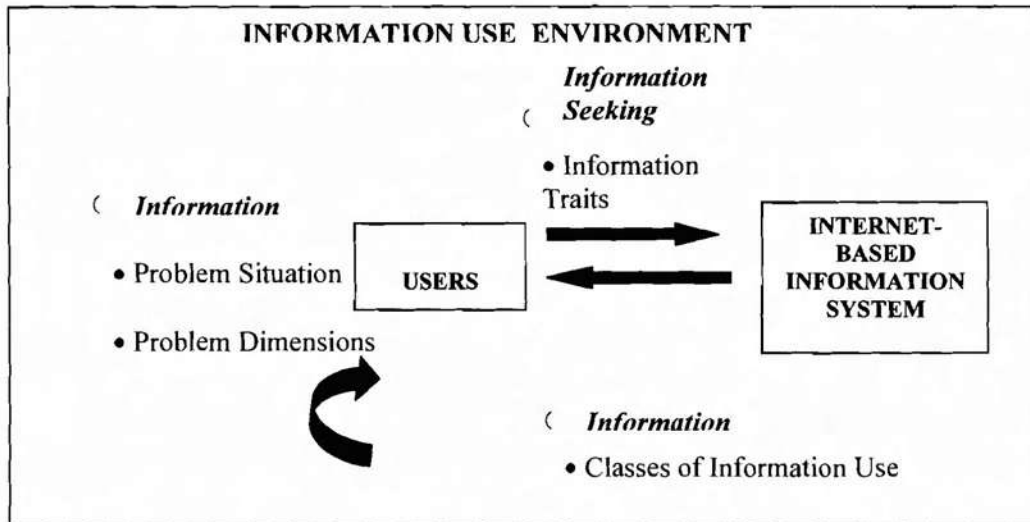 INFORMATION USE ENVIRONMENT
( Information
Seeking
• Information
Traits
( Information
• Problem Situation
• Problem Dimensions
USERS
INTERNET-
BASED
INFORMATION
SYSTEM
( Information
• Classes of Information Use